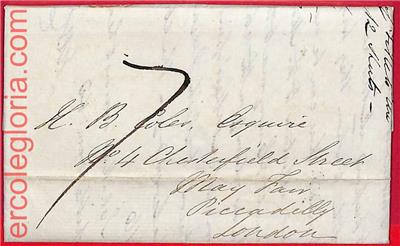 ercolegloria.com
7
H. B. Coles, Esquire
No. 4 Chesterfield Street
May Fair
Piccadilly
London